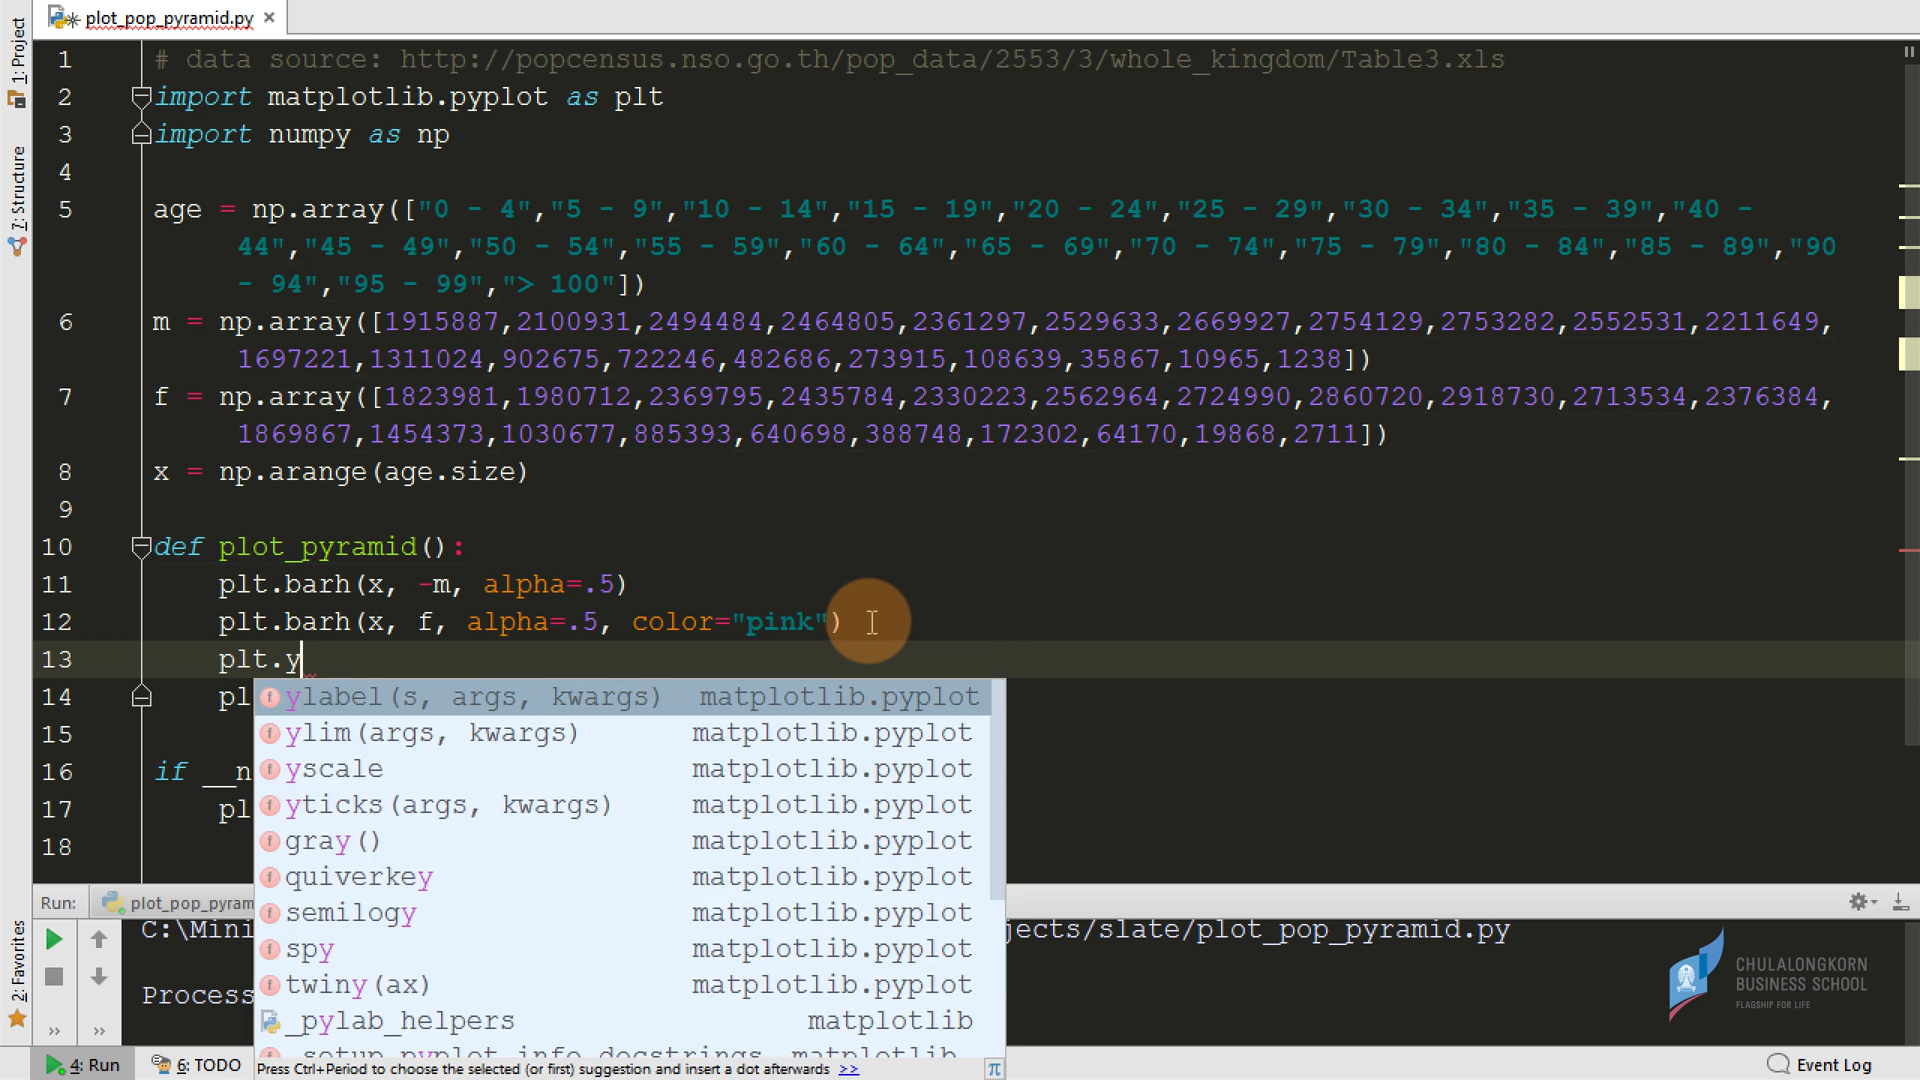 plot_pop_pyramid.py ×
1: Project
7: Structure
2: Favorites
1 # data source: http://popcensus.nso.go.th/pop_data/2553/3/whole_kingdom/Table3.xls
2 import matplotlib.pyplot as plt
3 import numpy as np
4
5 age = np.array(["0 - 4","5 - 9","10 - 14","15 - 19","20 - 24","25 - 29","30 - 34","35 - 39","40 -
44","45 - 49","50 - 54","55 - 59","60 - 64","65 - 69","70 - 74","75 - 79","80 - 84","85 - 89","90
- 94","95 - 99","> 100"])
6 m = np.array([1915887,2100931,2494484,2464805,2361297,2529633,2669927,2754129,2753282,2552531,2211649,
1697221,1311024,902675,722246,482686,273915,108639,35867,10965,1238])
7 f = np.array([1823981,1980712,2369795,2435784,2330223,2562964,2724990,2860720,2918730,2713534,2376384,
1869867,1454373,1030677,885393,640698,388748,172302,64170,19868,2711])
8 x = np.arange(age.size)
9
10 def plot_pyramid():
11 plt.barh(x, -m, alpha=.5)
12 plt.barh(x, f, alpha=.5, color="pink")
13 plt.y
14 pl
15
16 if __n
17 pl
18
ylabel(s, args, kwargs) matplotlib.pyplot
ylim(args, kwargs) matplotlib.pyplot
yscale matplotlib.pyplot
yticks(args, kwargs) matplotlib.pyplot
gray() matplotlib.pyplot
quiverkey matplotlib.pyplot
semilogy matplotlib.pyplot
spy matplotlib.pyplot
twiny(ax) matplotlib.pyplot
_pylab_helpers matplotlib
_setup_pyplot_info_docstrings matplotlib
Press Ctrl+Period to choose the selected (or first) suggestion and insert a dot afterwards >>
π
Run: plot_pop_pyram
C:\Mini jects/slate/plot_pop_pyramid.py
Process
CHULALONGKORN
BUSINESS SCHOOL
FLAGSHIP FOR LIFE
4: Run 6: TODO Event Log